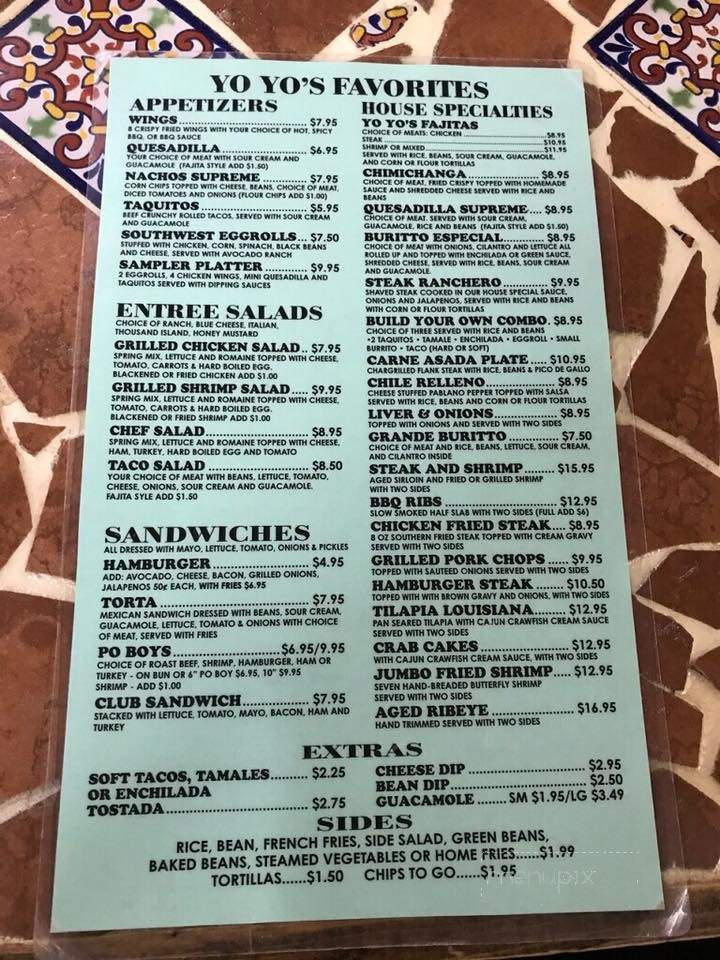 YO YO'S FAVORITES
APPETIZERS
WINGS........................ $7.95
8 CRISPY FRIED WINGS WITH YOUR CHOICE OF HOT, SPICY
BBQ, OR BBQ SAUCE
QUESADILLA .................. $6.95
YOUR CHOICE OF MEAT WITH SOUR CREAM AND
GUACAMOLE (FAJITA STYLE ADD $1.50)
NACHOS SUPREME .......... $7.95
CORN CHIPS TOPPED WITH CHEESE, BEANS, CHOICE OF MEAT,
DICED TOMATOES AND ONIONS (FLOUR CHIPS ADD $1.00)
TAQUITOS ................... $5.95
BEEF CRUNCHY ROLLED TACOS, SERVED WITH SOUR CREAM
AND GUACAMOLE
SOUTHWEST EGGROLLS... $7.50
STUFFED WITH CHICKEN, CORN, SPINACH, BLACK BEANS
AND CHEESE, SERVED WITH AVOCADO RANCH
SAMPLER PLATTER ........... $9.95
2 EGGROLLS, 4 CHICKEN WINGS, MINI QUESADILLA AND
TAQUITOS SERVED WITH DIPPING SAUCES
ENTREE SALADS
CHOICE OF RANCH, BLUE CHEESE, ITALIAN,
THOUSAND ISLAND, HONEY MUSTARD
GRILLED CHICKEN SALAD.. $7.95
SPRING MIX, LETTUCE AND ROMAINE TOPPED WITH CHEESE,
TOMATO, CARROTS & HARD BOILED EGG.
BLACKENED OR FRIED CHICKEN ADD $1.00
GRILLED SHRIMP SALAD.... $9.95
SPRING MIX, LETTUCE AND ROMAINE TOPPED WITH CHEESE,
TOMATO, CARROTS & HARD BOILED EGG.
BLACKENED OR FRIED SHRIMP ADD $1.00
CHEF SALAD................... $8.95
SPRING MIX, LETTUCE AND ROMAINE TOPPED WITH CHEESE,
HAM, TURKEY, HARD BOILED EGG AND TOMATO
TACO SALAD .................. $8.50
YOUR CHOICE OF MEAT WITH BEANS, LETTUCE, TOMATO,
CHEESE, ONIONS, SOUR CREAM AND GUACAMOLE.
FAJITA SYLE ADD $1.50
SANDWICHES
ALL DRESSED WITH MAYO, LETTUCE, TOMATO, ONIONS & PICKLES
HAMBURGER ................. $4.95
ADD: AVOCADO, CHEESE, BACON, GRILLED ONIONS,
JALAPENOS 50¢ EACH, WITH FRIES $6.95
TORTA ......................... $7.95
MEXICAN SANDWICH DRESSED WITH BEANS, SOUR CREAM,
GUACAMOLE, LETTUCE, TOMATO & ONIONS WITH CHOICE
OF MEAT, SERVED WITH FRIES
PO BOYS ..................$6.95/9.95
CHOICE OF ROAST BEEF, SHRIMP, HAMBURGER, HAM OR
TURKEY - ON BUN OR 6" PO BOY $6.95, 10" $9.95
SHRIMP - ADD $1.00
CLUB SANDWICH............. $7.95
STACKED WITH LETTUCE, TOMATO, MAYO, BACON, HAM AND
TURKEY
HOUSE SPECIALTIES
YO YO'S FAJITAS
CHOICE OF MEATS: CHICKEN ............ $8.95
STEAK ............ $10.95
SHRIMP OR MIXED ............ $11.95
SERVED WITH RICE, BEANS, SOUR CREAM, GUACAMOLE,
AND CORN OR FLOUR TORTILLAS
CHIMICHANGA............... $8.95
CHOICE OF MEAT, FRIED CRISPY TOPPED WITH HOMEMADE
SAUCE AND SHREDDED CHEESE SERVED WITH RICE AND
BEANS
QUESADILLA SUPREME.... $8.95
CHOICE OF MEAT, SERVED WITH SOUR CREAM,
GUACAMOLE, RICE AND BEANS (FAJITA STYLE ADD $1.50)
BURITTO ESPECIAL.......... $8.95
CHOICE OF MEAT WITH ONIONS, CILANTRO AND LETTUCE ALL
ROLLED UP AND TOPPED WITH ENCHILADA OR GREEN SAUCE,
SHREDDED CHEESE, SERVED WITH RICE, BEANS, SOUR CREAM
AND GUACAMOLE.
STEAK RANCHERO ........... $9.95
SHAVED STEAK COOKED IN OUR HOUSE SPECIAL SAUCE,
ONIONS AND JALAPENOS, SERVED WITH RICE AND BEANS
WITH CORN OR FLOUR TORTILLAS
BUILD YOUR OWN COMBO. $8.95
CHOICE OF THREE SERVED WITH RICE AND BEANS
•2 TAQUITOS • TAMALE • ENCHILADA • EGGROLL • SMALL
BURRITO • TACO (HARD OR SOFT)
CARNE ASADA PLATE ..... $10.95
CHARGRILLED FLANK STEAK WITH RICE, BEANS & PICO DE GALLO
CHILE RELLENO............... $8.95
CHEESE STUFFED PABLANO PEPPER TOPPED WITH SALSA
SERVED WITH RICE, BEANS AND CORN OR FLOUR TORTILLAS
LIVER & ONIONS.............. $8.95
TOPPED WITH ONIONS AND SERVED WITH TWO SIDES
GRANDE BURITTO ............ $7.50
CHOICE OF MEAT AND RICE, BEANS, LETTUCE, SOUR CREAM,
AND CILANTRO INSIDE
STEAK AND SHRIMP......... $15.95
AGED SIRLOIN AND FRIED OR GRILLED SHRIMP
WITH TWO SIDES
BBQ RIBS ..................... $12.95
SLOW SMOKED HALF SLAB WITH TWO SIDES (FULL ADD $6)
CHICKEN FRIED STEAK.... $8.95
8 OZ SOUTHERN FRIED STEAK TOPPED WITH CREAM GRAVY
SERVED WITH TWO SIDES
GRILLED PORK CHOPS ..... $9.95
TOPPED WITH SAUTEED ONIONS SERVED WITH TWO SIDES
HAMBURGER STEAK ....... $10.50
TOPPED WITH WITH BROWN GRAVY AND ONIONS, WITH TWO SIDES
TILAPIA LOUISIANA........ $12.95
PAN SEARED TILAPIA WITH CAJUN CRAWFISH CREAM SAUCE
SERVED WITH TWO SIDES
CRAB CAKES .................. $12.95
WITH CAJUN CRAWFISH CREAM SAUCE, WITH TWO SIDES
JUMBO FRIED SHRIMP..... $12.95
SEVEN HAND-BREADED BUTTERFLY SHRIMP
SERVED WITH TWO SIDES
AGED RIBEYE ................. $16.95
HAND TRIMMED SERVED WITH TWO SIDES
EXTRAS
SOFT TACOS, TAMALES......... $2.25
OR ENCHILADA
TOSTADA........................... $2.75
CHEESE DIP ........................ $2.95
BEAN DIP........................... $2.50
GUACAMOLE ....... SM $1.95/LG $3.49
SIDES
RICE, BEAN, FRENCH FRIES, SIDE SALAD, GREEN BEANS,
BAKED BEANS, STEAMED VEGETABLES OR HOME FRIES......$1.99
TORTILLAS......$1.50 CHIPS TO GO......$1.95
menupix